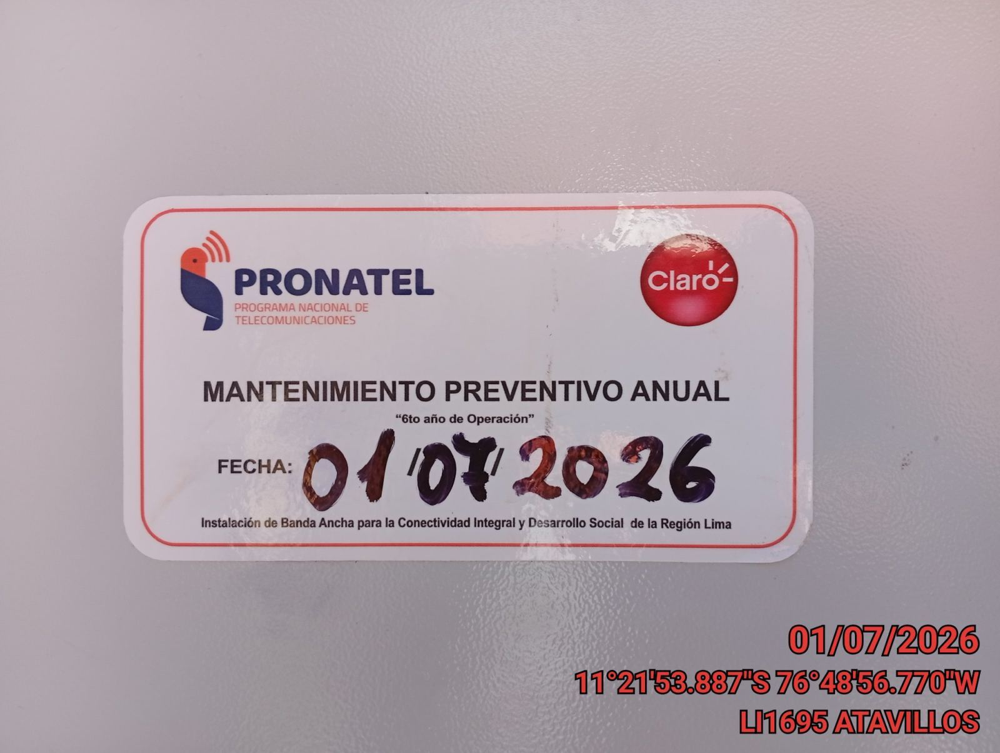 PRONATEL
PROGRAMA NACIONAL DE
TELECOMUNICACIONES
Claro
MANTENIMIENTO PREVENTIVO ANUAL
“6to año de Operación”
FECHA: 01/07/2026
Instalación de Banda Ancha para la Conectividad Integral y Desarrollo Social de la Región Lima
01/07/2026
11°21'53.887"S 76°48'56.770"W
LI1695 ATAVILLOS